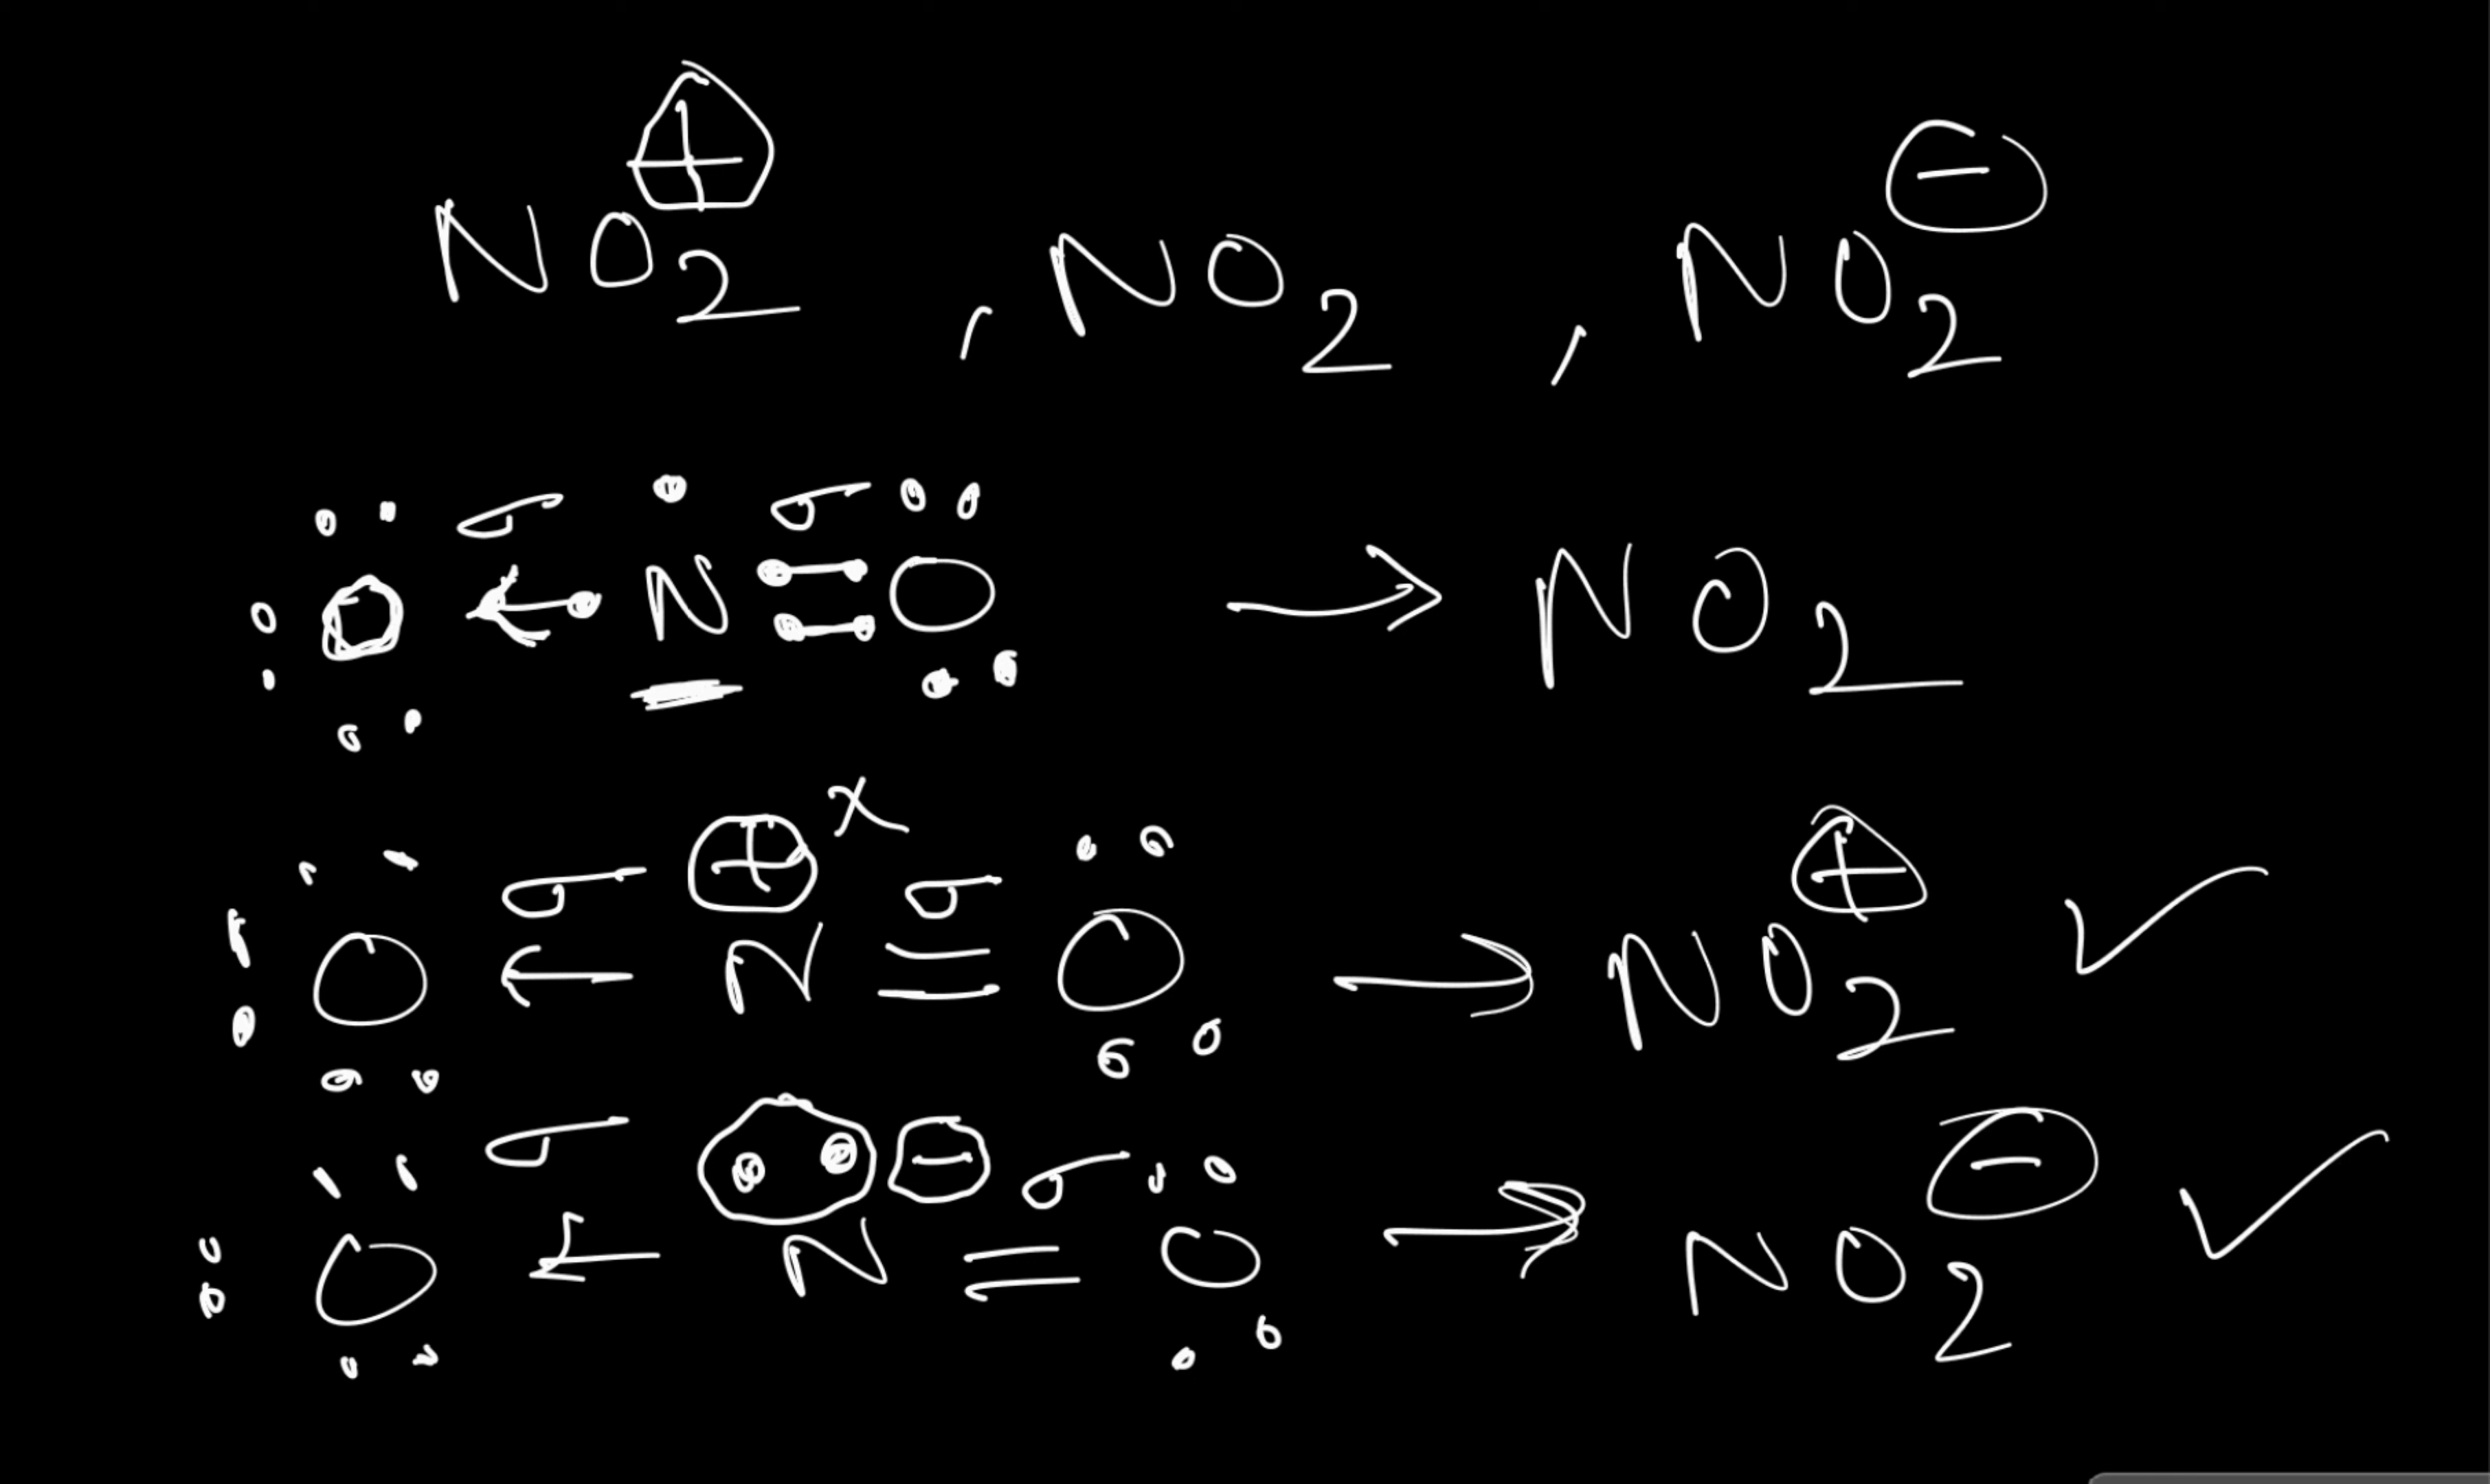 NO₂⊕ , NO₂ , NO₂⊖
σ σ
O ← N = O → NO₂
σ ⊕ x σ
O ← N = O → NO₂⊕ ✓
σ ⊖ σ
O ← N = O → NO₂⊖ ✓